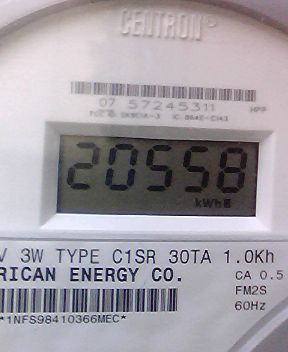 CENTRON®
07 57245311
20558
kWh
V 3W TYPE C1SR 30TA 1.0Kh
RICAN ENERGY CO.
CA 0.5
FM2S
60Hz
*1NFS98410366MEC*